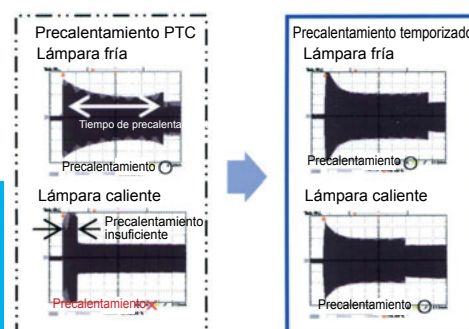 Precalentamiento PTC
Lámpara fría
Tiempo de precalenta
Precalentamiento
Lámpara caliente
Precalentamiento
insuficiente
Precalentamiento
Precalentamiento temporizado
Lámpara fría
Precalentamiento
Lámpara caliente
Precalentamiento